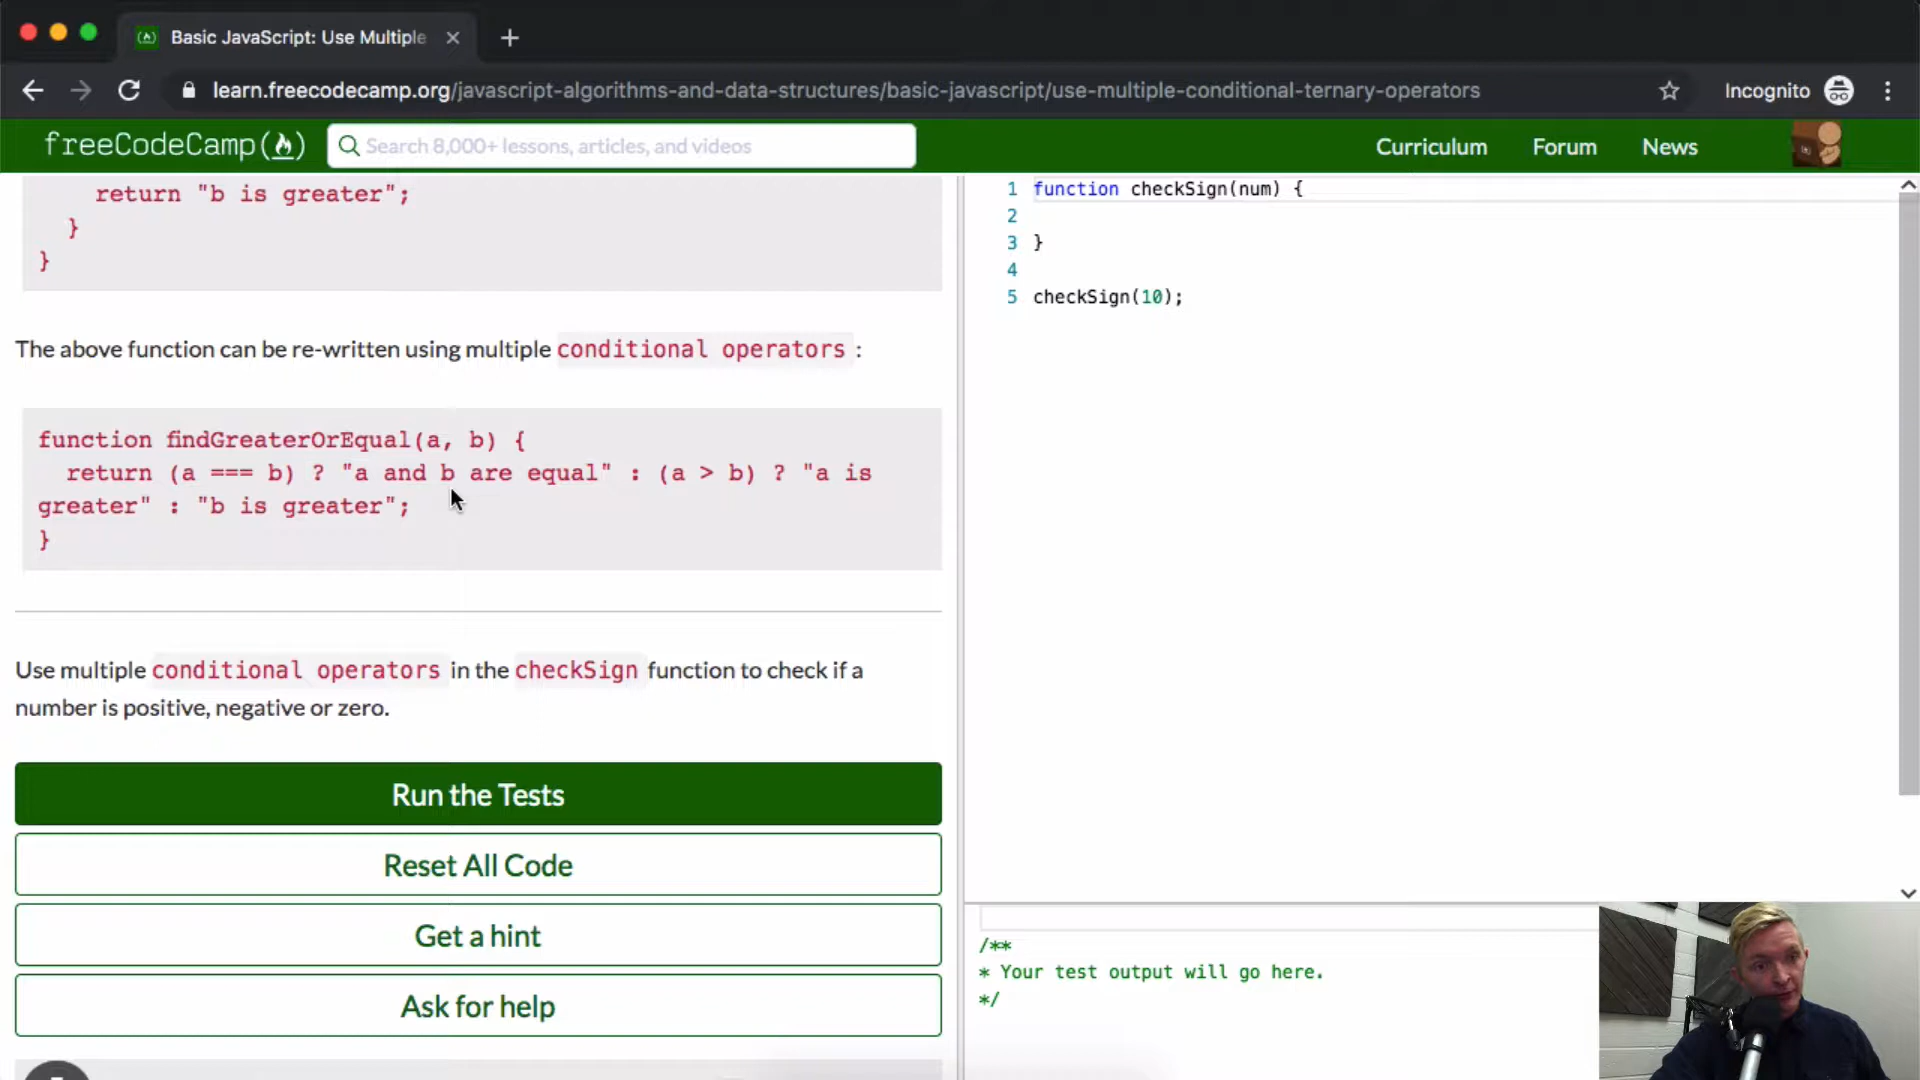 Basic JavaScript: Use Multiple
learn.freecodecamp.org/javascript-algorithms-and-data-structures/basic-javascript/use-multiple-conditional-ternary-operators
Incognito
freeCodeCamp
Search 8,000+ lessons, articles, and videos
Curriculum
Forum
News
return "b is greater";
}
}
The above function can be re-written using multiple conditional operators :
function findGreaterOrEqual(a, b) {
return (a === b) ? "a and b are equal" : (a > b) ? "a is
greater" : "b is greater";
}
Use multiple conditional operators in the checkSign function to check if a
number is positive, negative or zero.
Run the Tests
Reset All Code
Get a hint
Ask for help
1 function checkSign(num) {
2
3 }
4
5 checkSign(10);
/**
* Your test output will go here.
*/